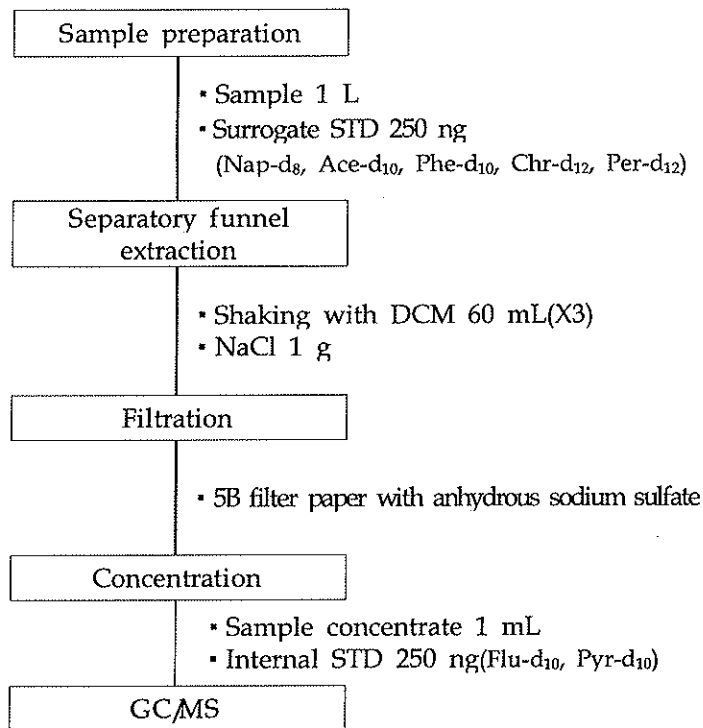 Sample preparation
▪ Sample 1 L
▪ Surrogate STD 250 ng
(Nap-d₈, Ace-d₁₀, Phe-d₁₀, Chr-d₁₂, Per-d₁₂)
Separatory funnel
extraction
▪ Shaking with DCM 60 mL(X3)
▪ NaCl 1 g
Filtration
▪ 5B filter paper with anhydrous sodium sulfate
Concentration
▪ Sample concentrate 1 mL
▪ Internal STD 250 ng(Flu-d₁₀, Pyr-d₁₀)
GC/MS